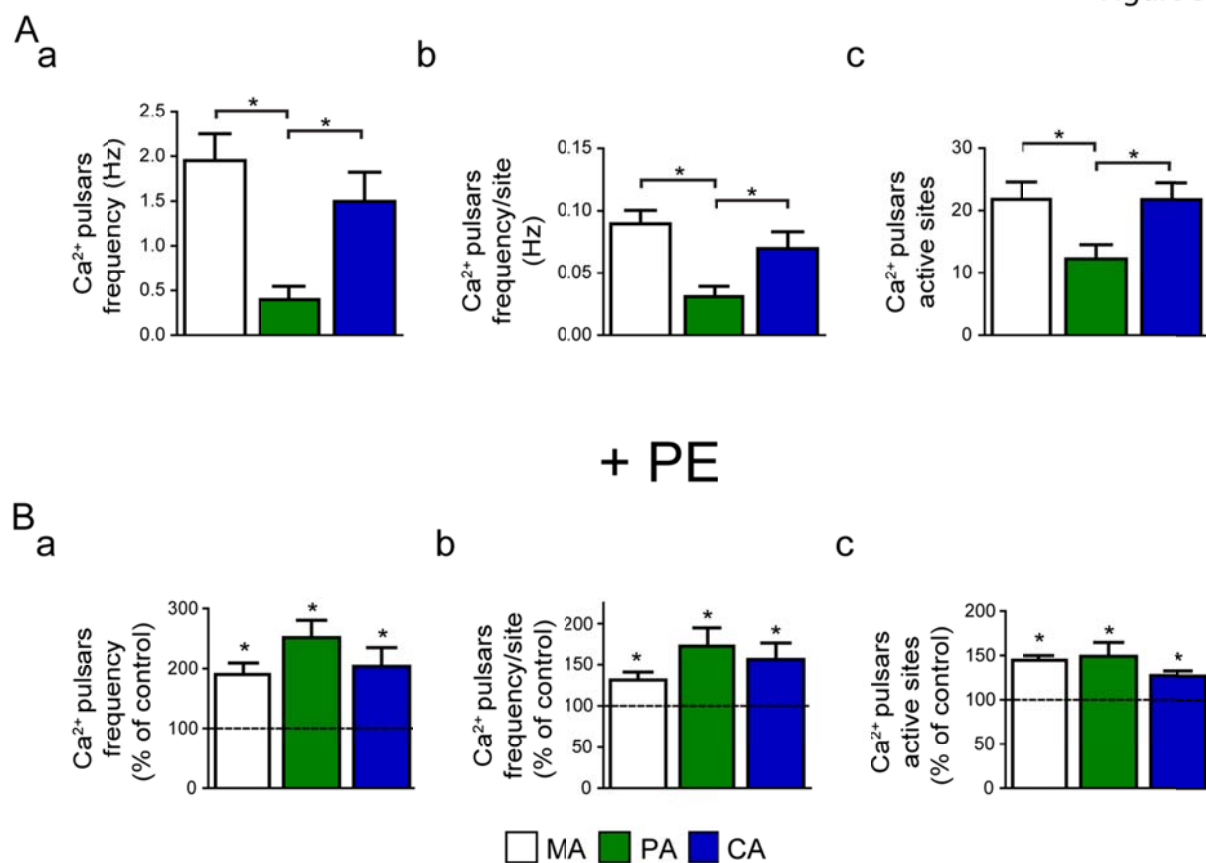 A
a
b
c
Ca²⁺ pulsars
frequency (Hz)
2.5
2.0
1.5
1.0
0.5
0.0
*
*
Ca²⁺ pulsars
frequency/site
(Hz)
0.15
0.10
0.05
0.00
*
*
Ca²⁺ pulsars
active sites
30
20
10
0
*
*
+ PE
B
a
b
c
Ca²⁺ pulsars
frequency
(% of control)
300
200
100
0
*
*
*
Ca²⁺ pulsars
frequency/site
(% of control)
200
150
100
50
0
*
*
*
Ca²⁺ pulsars
active sites
(% of control)
200
150
100
50
0
*
*
*
MA PA CA